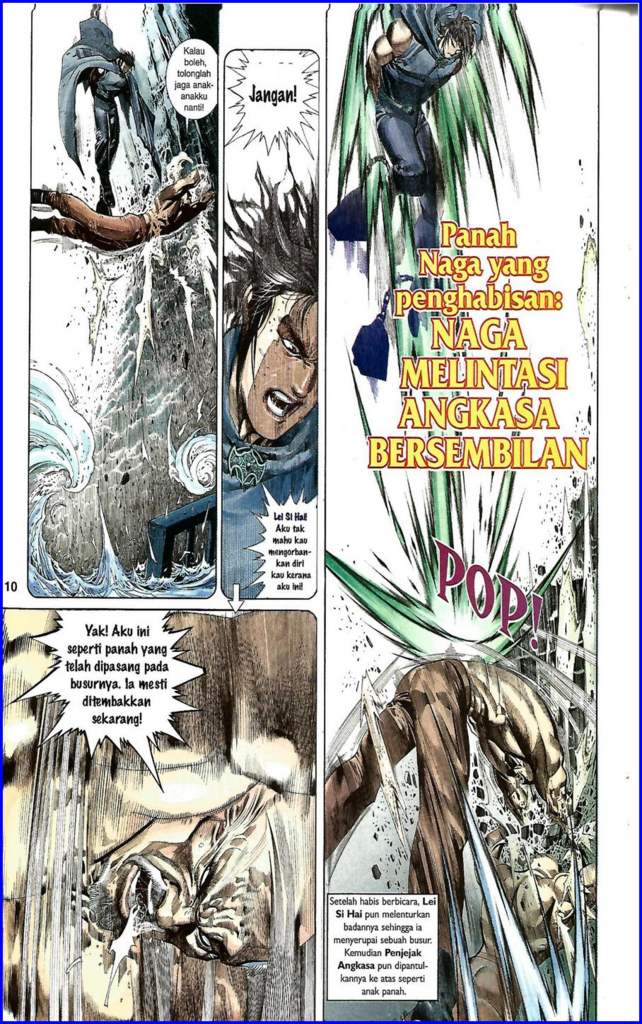 Kalau
boleh,
tolonglah
jaga anak-
anakku
nanti!
Jangan!
Lei Si Hai!
Aku tak
mahu kau
mengorban-
kan diri
kau kerana
aku ini!
10
Yak! Aku ini
seperti panah yang
telah dipasang pada
busurnya. Ia mesti
ditembakkan
sekarang!
Panah
Naga yang
penghabisan:
NAGA
MELINTASI
ANGKASA
BERSEMBILAN
POP!
Setelah habis berbicara, Lei
Si Hai pun melenturkan
badannya sehingga ia
menyerupai sebuah busur.
Kemudian Penjejak
Angkasa pun dipantul-
kannya ke atas seperti
anak panah.